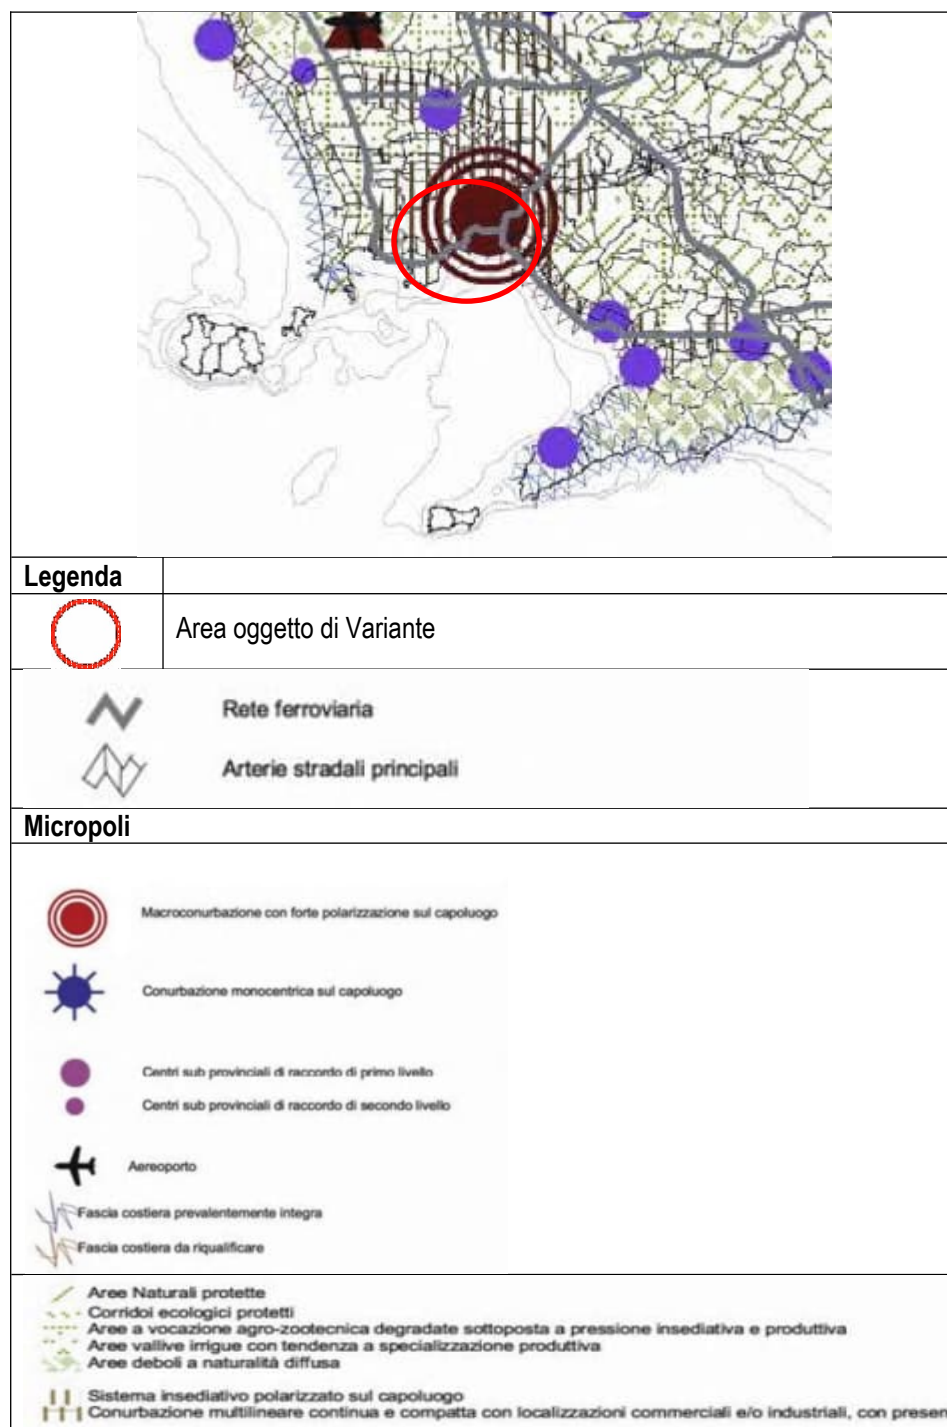 Legenda
Area oggetto di Variante
Rete ferroviaria
Arterie stradali principali
Micropoli
Macroconurbazione con forte polarizzazione sul capoluogo
Conurbazione monocentrica sul capoluogo
Centri sub provinciali di raccordo di primo livello
Centri sub provinciali di raccordo di secondo livello
Aereoporto
Fascia costiera prevalentemente integra
Fascia costiera da riqualificare
Aree Naturali protette
Corridoi ecologici protetti
Aree a vocazione agro-zootecnica degradate sottoposta a pressione insediativa e produttiva
Aree vallive irrigue con tendenza a specializzazione produttiva
Aree deboli a naturalità diffusa
Sistema insediativo polarizzato sul capoluogo
Conurbazione multilineare continua e compatta con localizzazioni commerciali e/o industriali, con presen